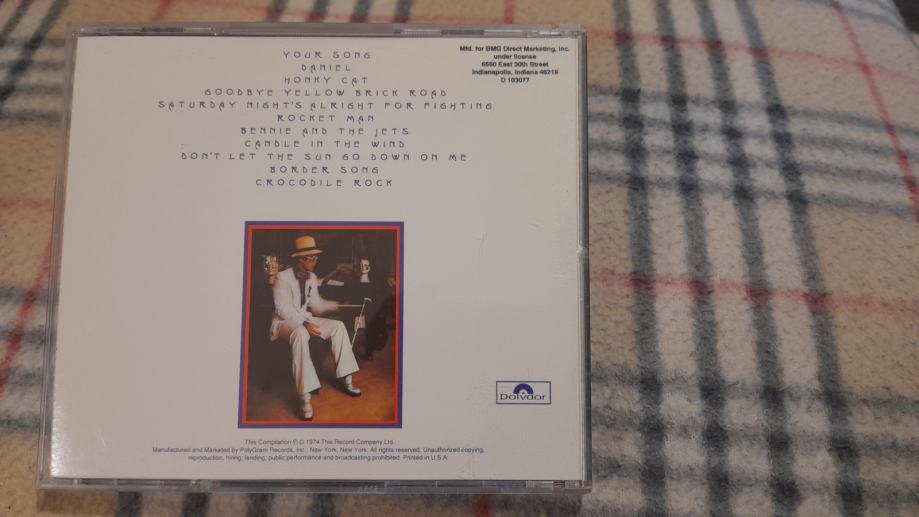 YOUR SONG
DANIEL
HONKY CAT
GOODBYE YELLOW BRICK ROAD
SATURDAY NIGHT'S ALRIGHT FOR FIGHTING
ROCKET MAN
BENNIE AND THE JETS
CANDLE IN THE WIND
DON'T LET THE SUN GO DOWN ON ME
BORDER SONG
CROCODILE ROCK
Mfd. for BMG Direct Marketing, Inc.
under license
6550 East 30th Street
Indianapolis, Indiana 46219
D 103077
Polydor
This Compilation ℗ © 1974 This Record Company Ltd.
Manufactured and Marketed by PolyGram Records, Inc., New York, New York. All rights reserved. Unauthorized copying,
reproduction, hiring, lending, public performance and broadcasting prohibited. Printed in U.S.A.